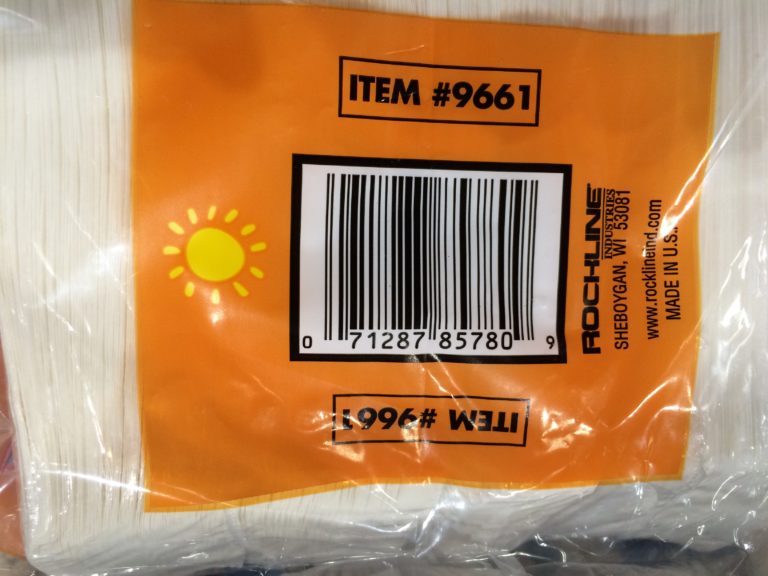 ITEM #9661
0 71287 85780 9
ROCKLINE
INDUSTRIES
SHEBOYGAN, WI 53081
www.rocklineind.com
MADE IN U.S.
ITEM #9661